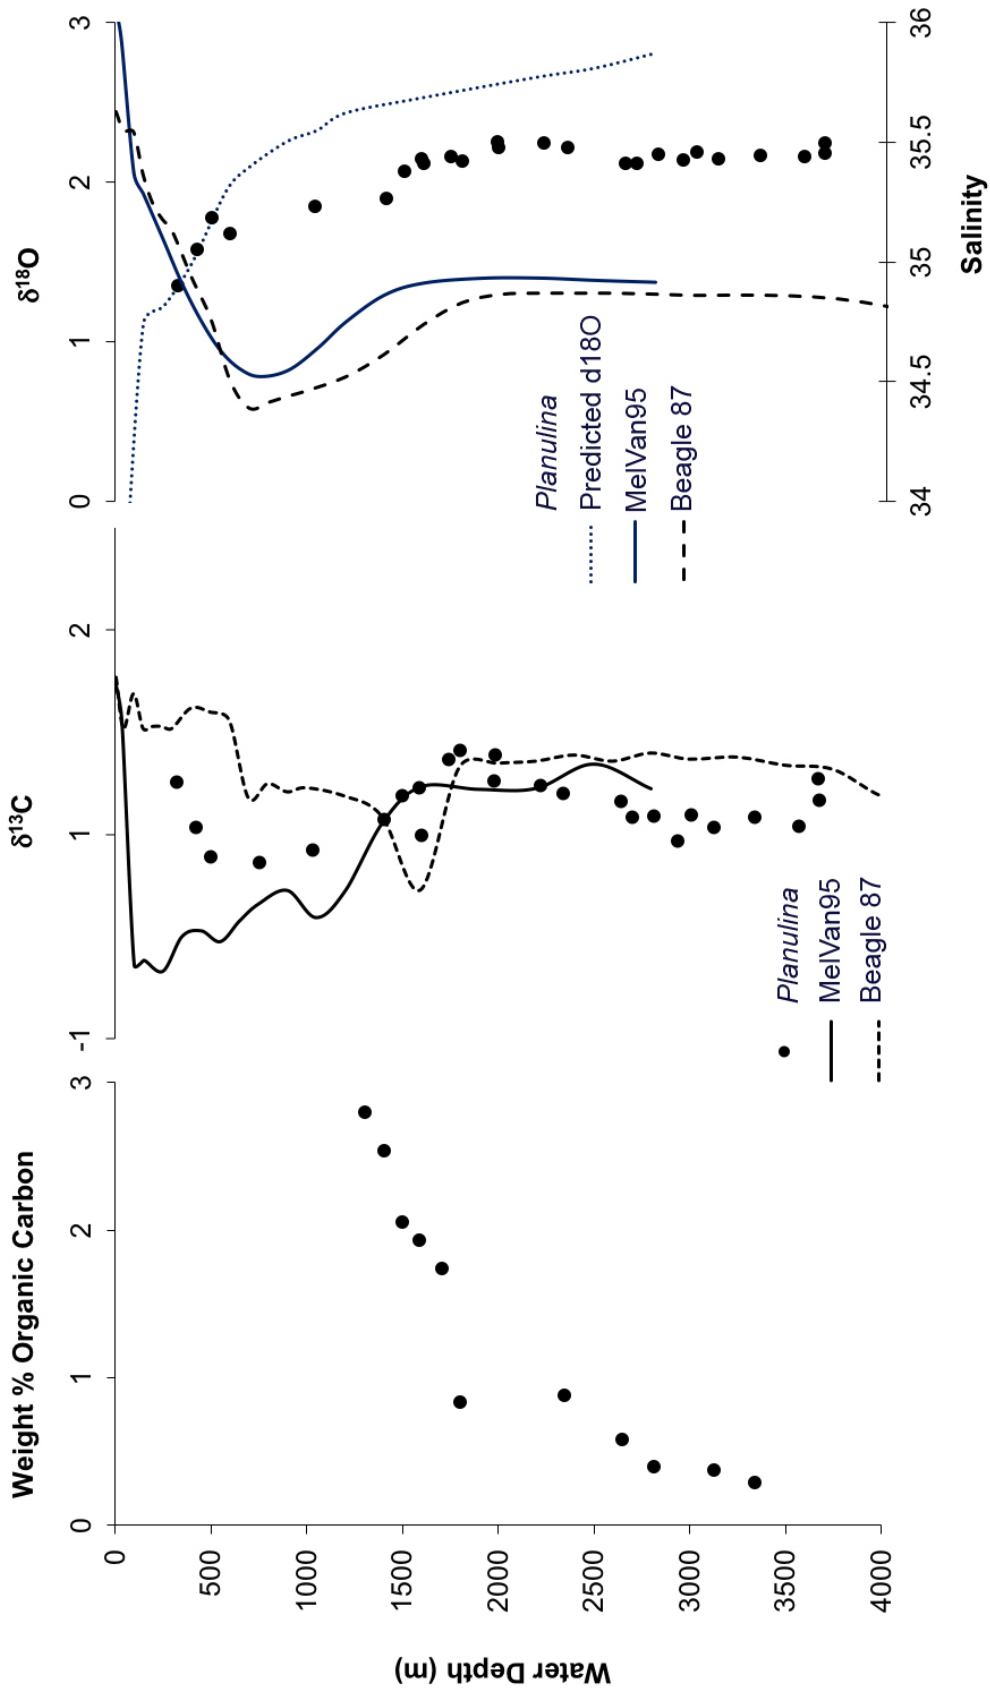 Weight % Organic Carbon
0
1
2
3
δ13C
-1
1
2
δ18O
0
1
2
3
0
500
1000
1500
2000
2500
3000
3500
4000
Water Depth (m)
Planulina
MelVan95
Beagle 87
Planulina
Predicted d18O
MelVan95
Beagle 87
34
34.5
35
35.5
36
Salinity